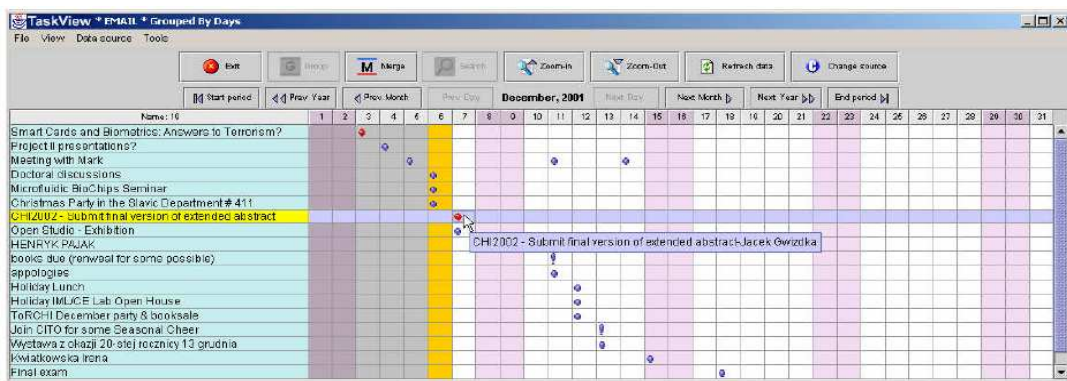 TaskView * EMAIL * Grouped By Days
File View Data source Tools
Exit Group Merge Search Zoom-In Zoom-Out Refresh data Change source
Start period Prev Year Prev Month Prev Day December, 2001 Next Day Next Month Next Year End period
Name: 18 1 2 3 4 5 6 7 8 9 10 11 12 13 14 15 16 17 18 19 20 21 22 23 24 25 26 27 28 29 30 31
Smart Cards and Biometrics: Answers to Terrorism?
Project II presentations?
Meeting with Mark
Doctoral discussions
Microfluidic BioChips Seminar
Christmas Party in the Slavic Department # 411
CHI2002 - Submit final version of extended abstract
Open Studio - Exhibition
CHI2002 - Submit final version of extended abstract-Jacek Gwizdka
HENRYK PAJAK
books due (renweal for some possible)
appologies
Holiday Lunch
Holiday IML/CE Lab Open House
ToRCHI December party & booksale
Join CITO for some Seasonal Cheer
Wystawa z okazji 20-stej rocznicy 13 grudnia
Kwiatkowska Irena
Final exam